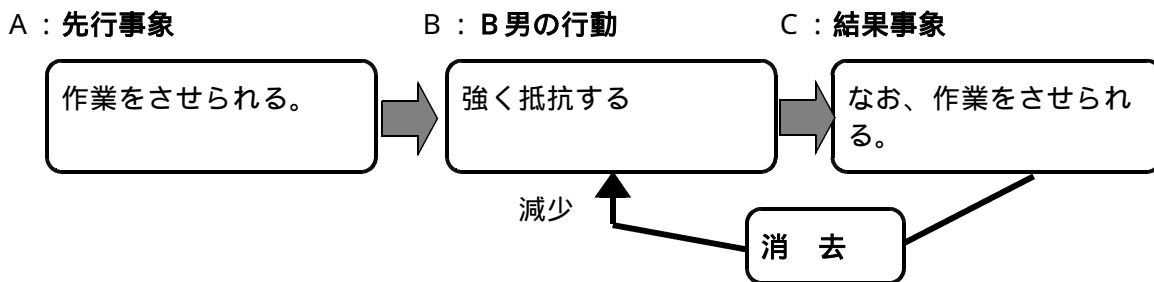 A：先行事象
B：B男の行動
C：結果事象
作業をさせられる。
強く抵抗する
なお、作業をさせられ
る。
減少
消　去